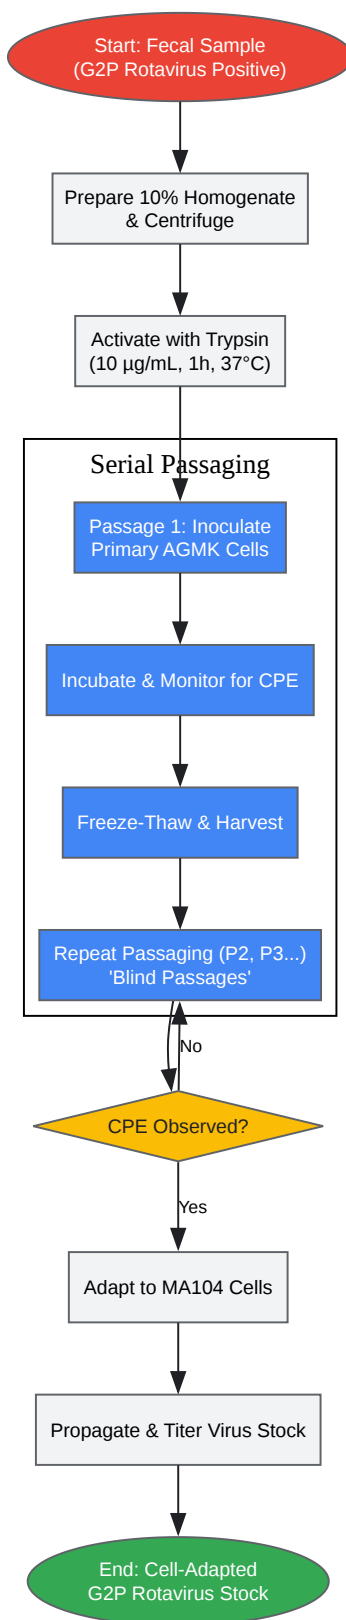 Start: Fecal Sample
(G2P Rotavirus Positive)
Prepare 10% Homogenate
& Centrifuge
Activate with Trypsin
(10 µg/mL, 1h, 37°C)
Serial Passaging
Passage 1: Inoculate
Primary AGMK Cells
Incubate & Monitor for CPE
Freeze-Thaw & Harvest
Repeat Passaging (P2, P3...)
'Blind Passages'
No
CPE Observed?
Yes
Adapt to MA104 Cells
Propagate & Titer Virus Stock
End: Cell-Adapted
G2P Rotavirus Stock